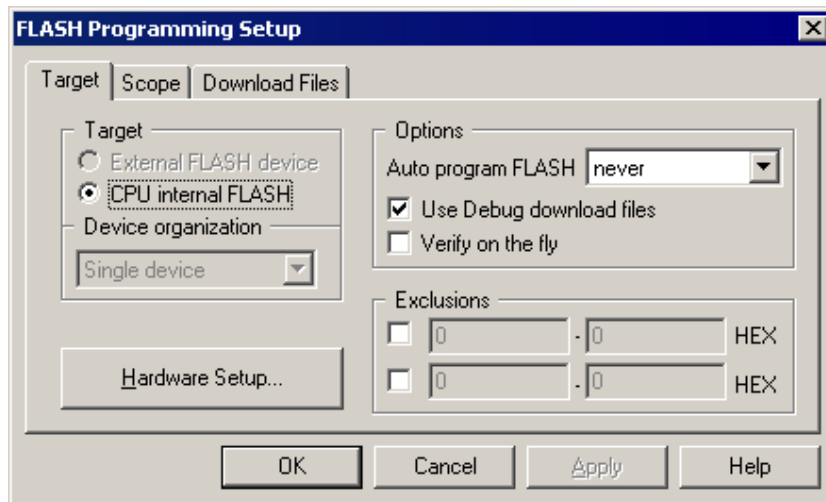 FLASH Programming Setup
Target
Scope
Download Files
Target
External FLASH device
CPU internal FLASH
Device organization
Single device
Hardware Setup...
Options
Auto program FLASH never
Use Debug download files
Verify on the fly
Exclusions
0 - 0 HEX
0 - 0 HEX
OK
Cancel
Apply
Help